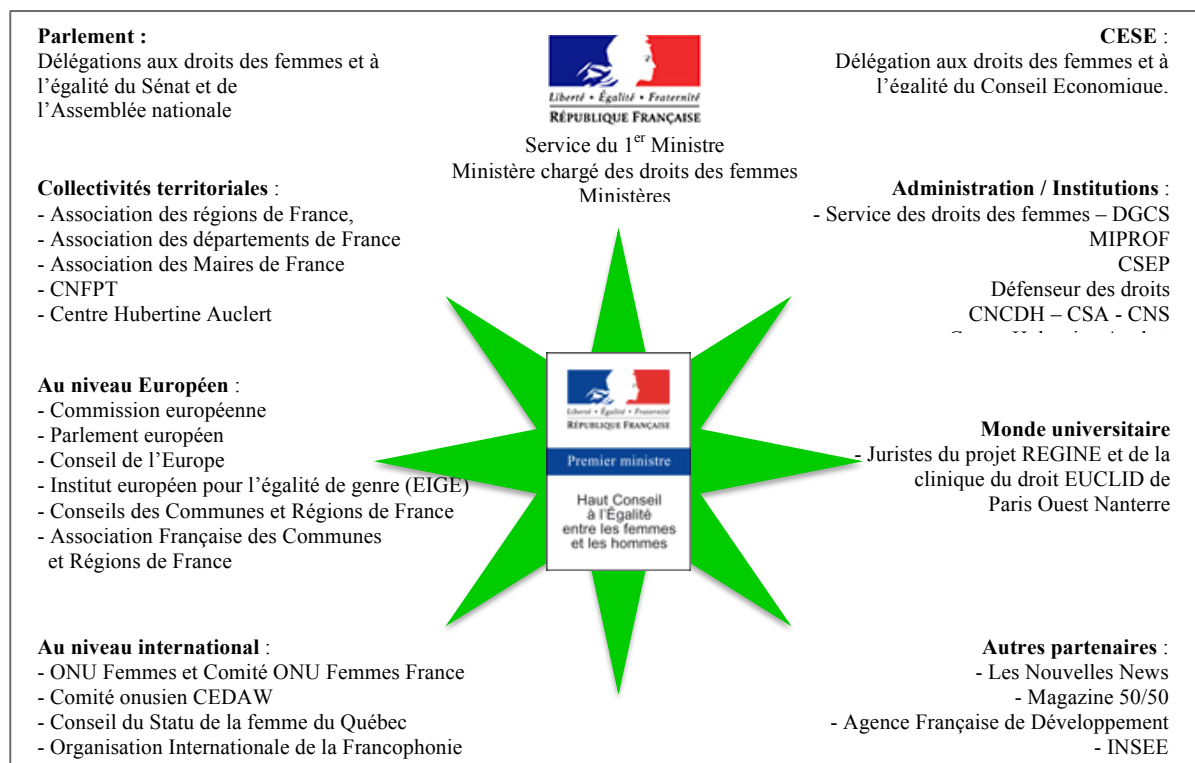 Parlement :
Délégations aux droits des femmes et à
l'égalité du Sénat et de
l'Assemblée nationale
Liberté • Égalité • Fraternité
RÉPUBLIQUE FRANÇAISE
Service du 1er Ministre
Ministère chargé des droits des femmes
Ministères
CESE :
Délégation aux droits des femmes et à
l'égalité du Conseil Economique,
Collectivités territoriales :
- Association des régions de France,
- Association des départements de France
- Association des Maires de France
- CNFPT
- Centre Hubertine Auclert
Administration / Institutions :
- Service des droits des femmes – DGCS
MIPROF
CSEP
Défenseur des droits
CNCDH – CSA - CNS
Au niveau Européen :
- Commission européenne
- Parlement européen
- Conseil de l'Europe
- Institut européen pour l'égalité de genre (EIGE)
- Conseils des Communes et Régions de France
- Association Française des Communes
et Régions de France
Liberté • Égalité • Fraternité
RÉPUBLIQUE FRANÇAISE
Premier ministre
Haut Conseil
à l'Égalité
entre les femmes
et les hommes
Monde universitaire
- Juristes du projet REGINE et de la
clinique du droit EUCLID de
Paris Ouest Nanterre
Au niveau international :
- ONU Femmes et Comité ONU Femmes France
- Comité onusien CEDAW
- Conseil du Statu de la femme du Québec
- Organisation Internationale de la Francophonie
Autres partenaires :
- Les Nouvelles News
- Magazine 50/50
- Agence Française de Développement
- INSEE